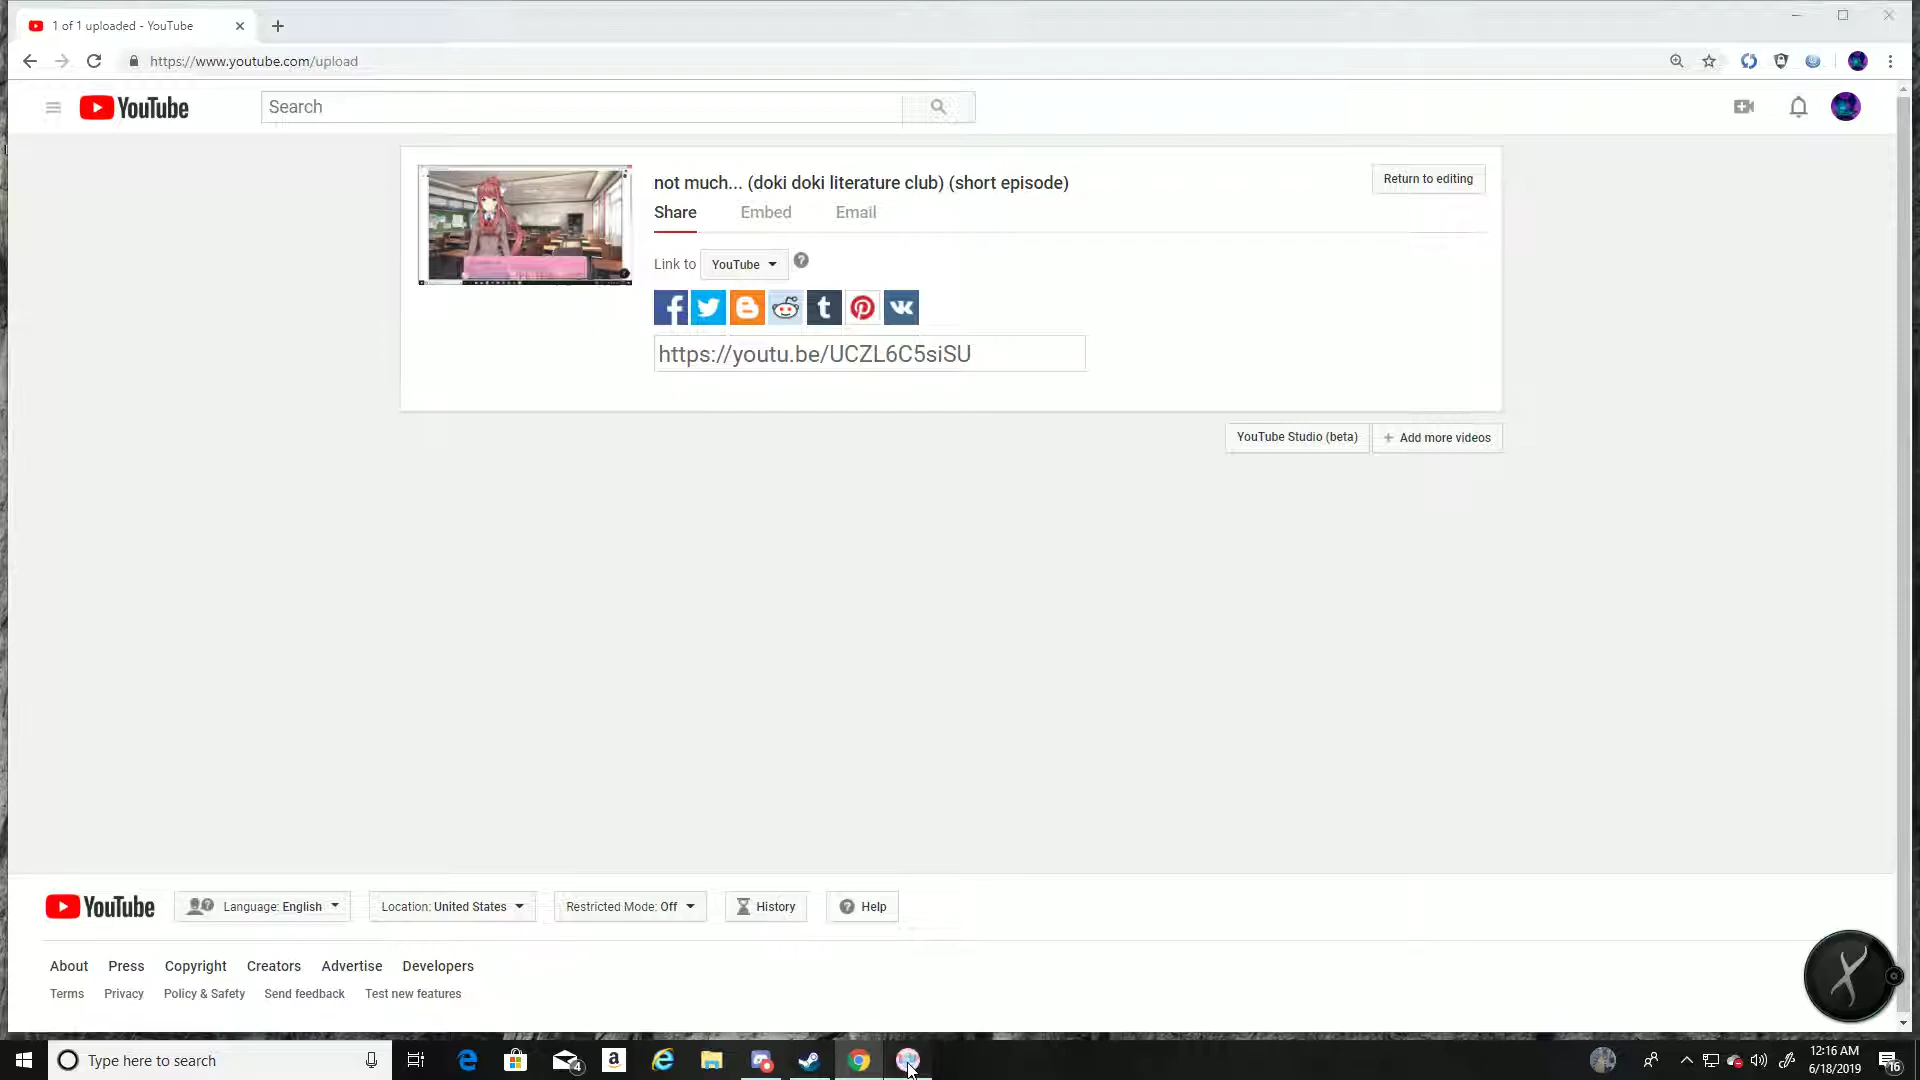 1 of 1 uploaded - YouTube
https://www.youtube.com/upload
YouTube
Search
not much... (doki doki literature club) (short episode)
Return to editing
Share Embed Email
Link to YouTube
https://youtu.be/UCZL6C5siSU
YouTube Studio (beta) + Add more videos
YouTube Language: English Location: United States Restricted Mode: Off History Help
About Press Copyright Creators Advertise Developers
Terms Privacy Policy & Safety Send feedback Test new features
Type here to search
4
12:16 AM
6/18/2019
16